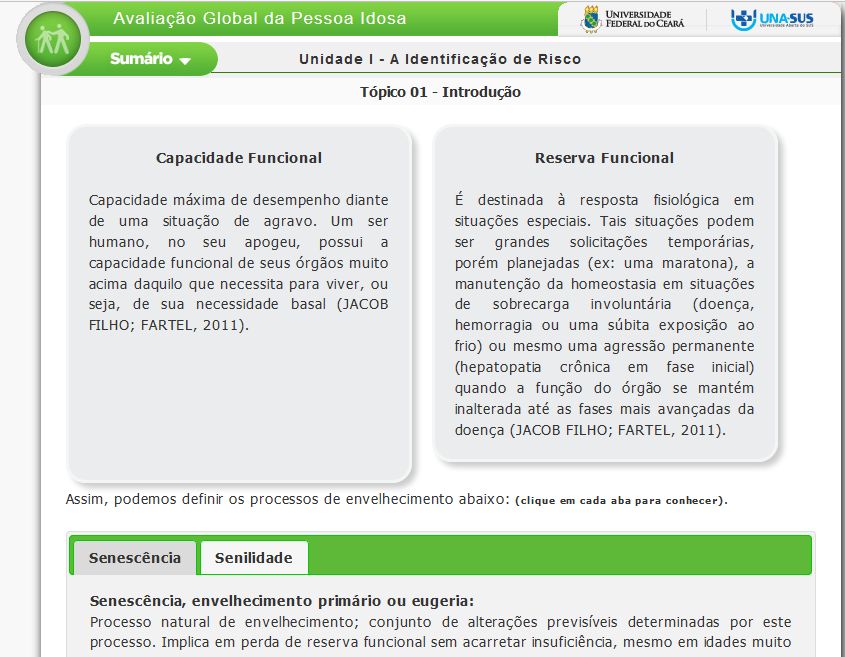 Avaliação Global da Pessoa Idosa
UNIVERSIDADE
FEDERAL DO CEARÁ
UNA-SUS
Universidade Aberta do SUS
Sumário
Unidade I - A Identificação de Risco
Tópico 01 - Introdução
Capacidade Funcional
Capacidade máxima de desempenho diante
de uma situação de agravo. Um ser
humano, no seu apogeu, possui a
capacidade funcional de seus órgãos muito
acima daquilo que necessita para viver, ou
seja, de sua necessidade basal (JACOB
FILHO; FARTEL, 2011).
Reserva Funcional
É destinada à resposta fisiológica em
situações especiais. Tais situações podem
ser grandes solicitações temporárias,
porém planejadas (ex: uma maratona), a
manutenção da homeostasia em situações
de sobrecarga involuntária (doença,
hemorragia ou uma súbita exposição ao
frio) ou mesmo uma agressão permanente
(hepatopatia crônica em fase inicial)
quando a função do órgão se mantém
inalterada até as fases mais avançadas da
doença (JACOB FILHO; FARTEL, 2011).
Assim, podemos definir os processos de envelhecimento abaixo: (clique em cada aba para conhecer).
Senescência
Senilidade
Senescência, envelhecimento primário ou eugeria:
Processo natural de envelhecimento; conjunto de alterações previsíveis determinadas por este
processo. Implica em perda de reserva funcional sem acarretar insuficiência, mesmo em idades muito